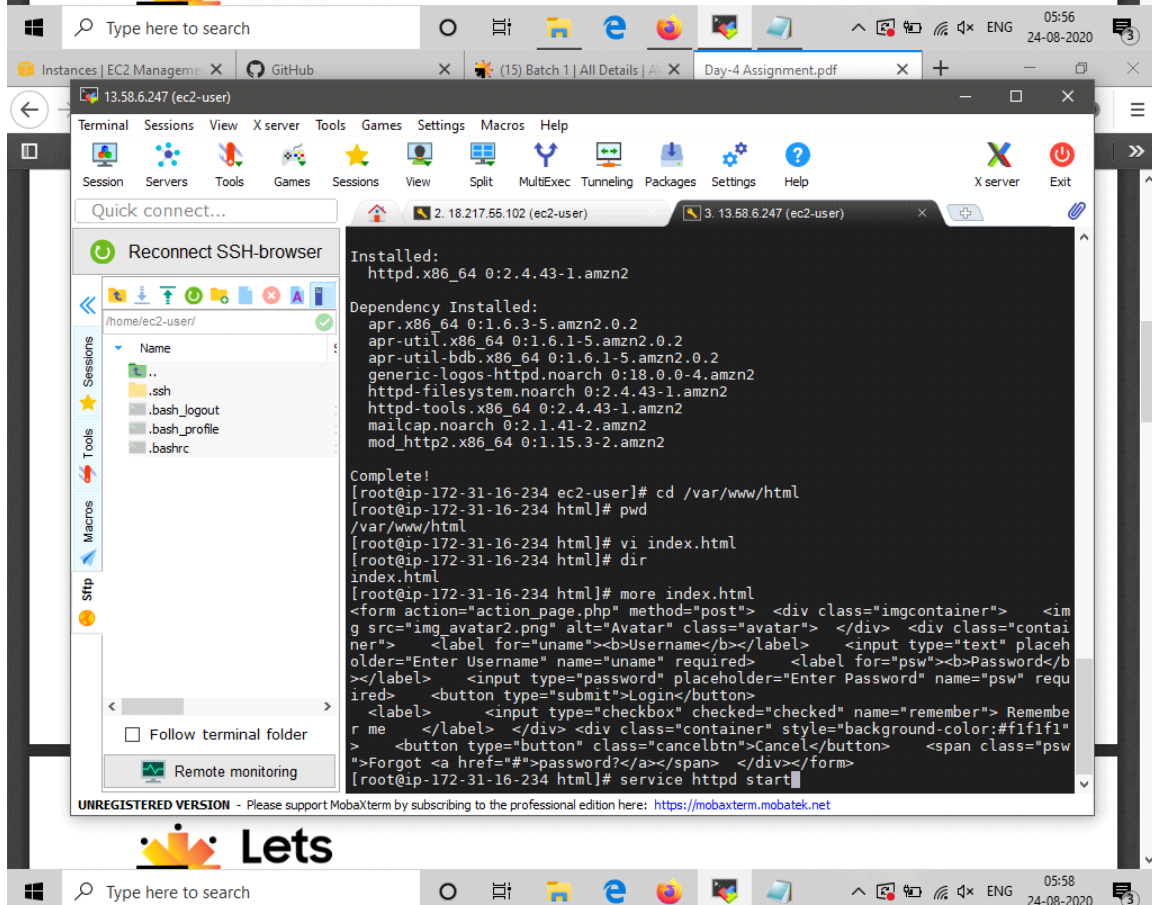 Type here to search
ENG
05:56
24-08-2020
3
Instances | EC2 Manageme
GitHub
(15) Batch 1 | All Details | Al
Day-4 Assignment.pdf
13.58.6.247 (ec2-user)
Terminal Sessions View X server Tools Games Settings Macros Help
Session Servers Tools Games Sessions View Split MultiExec Tunneling Packages Settings Help X server Exit
Quick connect...
2. 18.217.55.102 (ec2-user)
3. 13.58.6.247 (ec2-user)
Reconnect SSH-browser
/home/ec2-user/
Name
..
.ssh
.bash_logout
.bash_profile
.bashrc
Sessions
Tools
Macros
Sftp
Follow terminal folder
Remote monitoring
Installed:
httpd.x86_64 0:2.4.43-1.amzn2
Dependency Installed:
apr.x86_64 0:1.6.3-5.amzn2.0.2
apr-util.x86_64 0:1.6.1-5.amzn2.0.2
apr-util-bdb.x86_64 0:1.6.1-5.amzn2.0.2
generic-logos-httpd.noarch 0:18.0.0-4.amzn2
httpd-filesystem.noarch 0:2.4.43-1.amzn2
httpd-tools.x86_64 0:2.4.43-1.amzn2
mailcap.noarch 0:2.1.41-2.amzn2
mod_http2.x86_64 0:1.15.3-2.amzn2
Complete!
[root@ip-172-31-16-234 ec2-user]# cd /var/www/html
[root@ip-172-31-16-234 html]# pwd
/var/www/html
[root@ip-172-31-16-234 html]# vi index.html
[root@ip-172-31-16-234 html]# dir
index.html
[root@ip-172-31-16-234 html]# more index.html
<form action="action_page.php" method="post">  <div class="imgcontainer">    <im
g src="img_avatar2.png" alt="Avatar" class="avatar">  </div>  <div class="contai
ner">    <label for="uname"><b>Username</b></label>    <input type="text" placeh
older="Enter Username" name="uname" required>    <label for="psw"><b>Password</b
></label>    <input type="password" placeholder="Enter Password" name="psw" requ
ired>    <button type="submit">Login</button>
<label>      <input type="checkbox" checked="checked" name="remember"> Remembe
r me    </label>  </div> <div class="container" style="background-color:#f1f1f1"
>    <button type="button" class="cancelbtn">Cancel</button>    <span class="psw
">Forgot <a href="#">password?</a></span>  </div></form>
[root@ip-172-31-16-234 html]# service httpd start
UNREGISTERED VERSION - Please support MobaXterm by subscribing to the professional edition here: https://mobaxterm.mobatek.net
Lets
Type here to search
ENG
05:58
24-08-2020
3